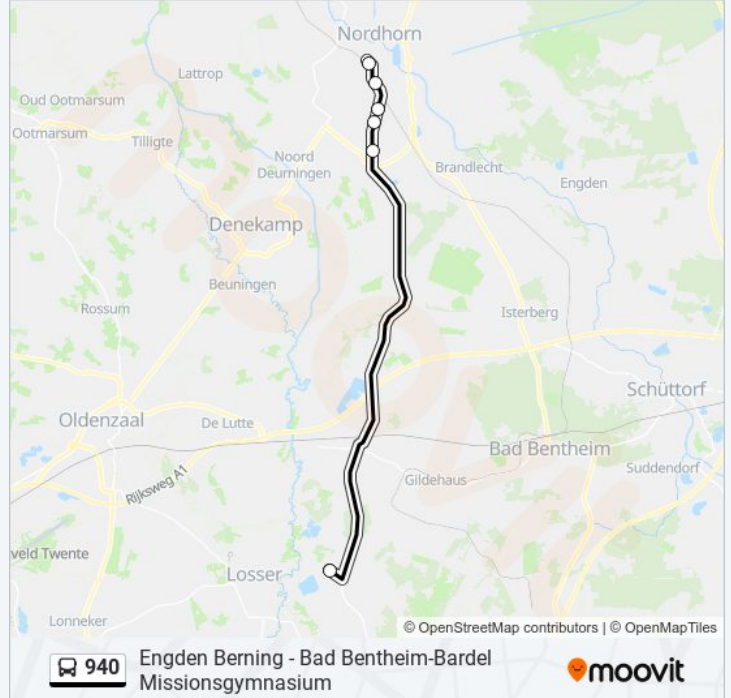 Nordhorn
Lattrop
Oud Ootmarsum
Ootmarsum
Tilligte
Noord
Deurningen
Brandlecht
Engden
Denekamp
Beuningen
Rossum
Isterberg
Schüttorf
Oldenzaal
De Lutte
Bad Bentheim
Suddendorf
Gildehaus
Rijksweg A1
veld Twente
Losser
Lonneker
© OpenStreetMap contributors | © OpenMapTiles
940
Engden Berning - Bad Bentheim-Bardel
Missionsgymnasium
moovit